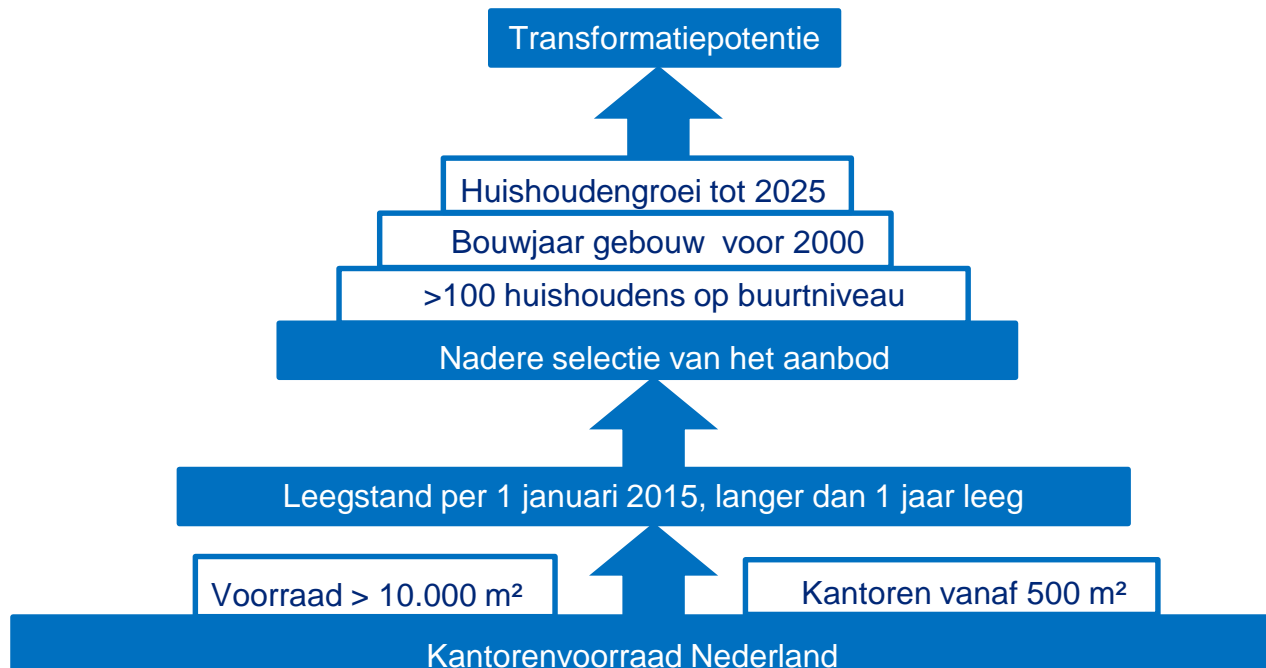 Transformatiepotentie
Huishoudengroei tot 2025
Bouwjaar gebouw voor 2000
>100 huishoudens op buurtniveau
Nadere selectie van het aanbod
Leegstand per 1 januari 2015, langer dan 1 jaar leeg
Voorraad > 10.000 m²
Kantoren vanaf 500 m²
Kantorenvoorraad Nederland